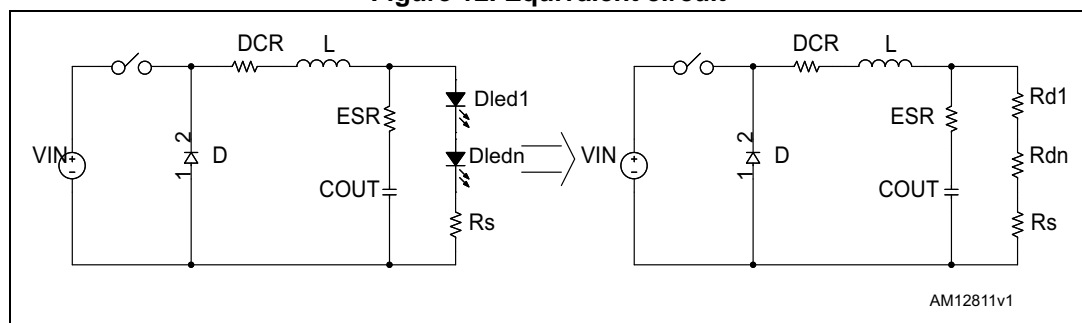 Figure 12. Equivalent circuit
DCR L
ESR
Dled1
VIN
2
1
D
Dledn
COUT
Rs
DCR L
ESR
Rd1
VIN
2
1
D
Rdn
COUT
Rs
AM12811v1